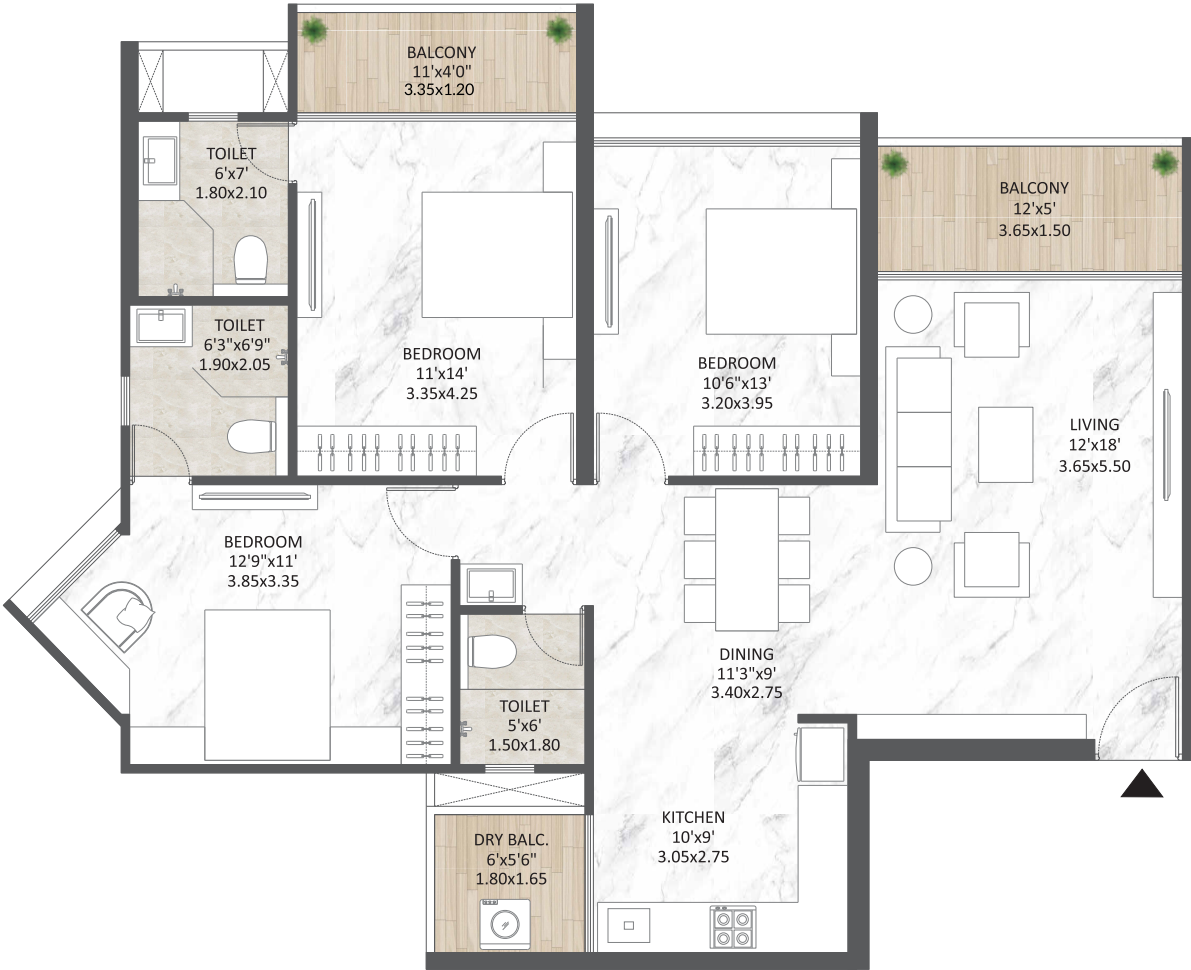 BALCONY
11'x4'0"
3.35x1.20
TOILET
6'x7'
1.80x2.10
BALCONY
12'x5'
3.65x1.50
TOILET
6'3"x6'9"
1.90x2.05
BEDROOM
11'x14'
3.35x4.25
BEDROOM
10'6"x13'
3.20x3.95
LIVING
12'x18'
3.65x5.50
BEDROOM
12'9"x11'
3.85x3.35
DINING
11'3"x9'
3.40x2.75
TOILET
5'x6'
1.50x1.80
KITCHEN
10'x9'
3.05x2.75
DRY BALC.
6'x5'6"
1.80x1.65